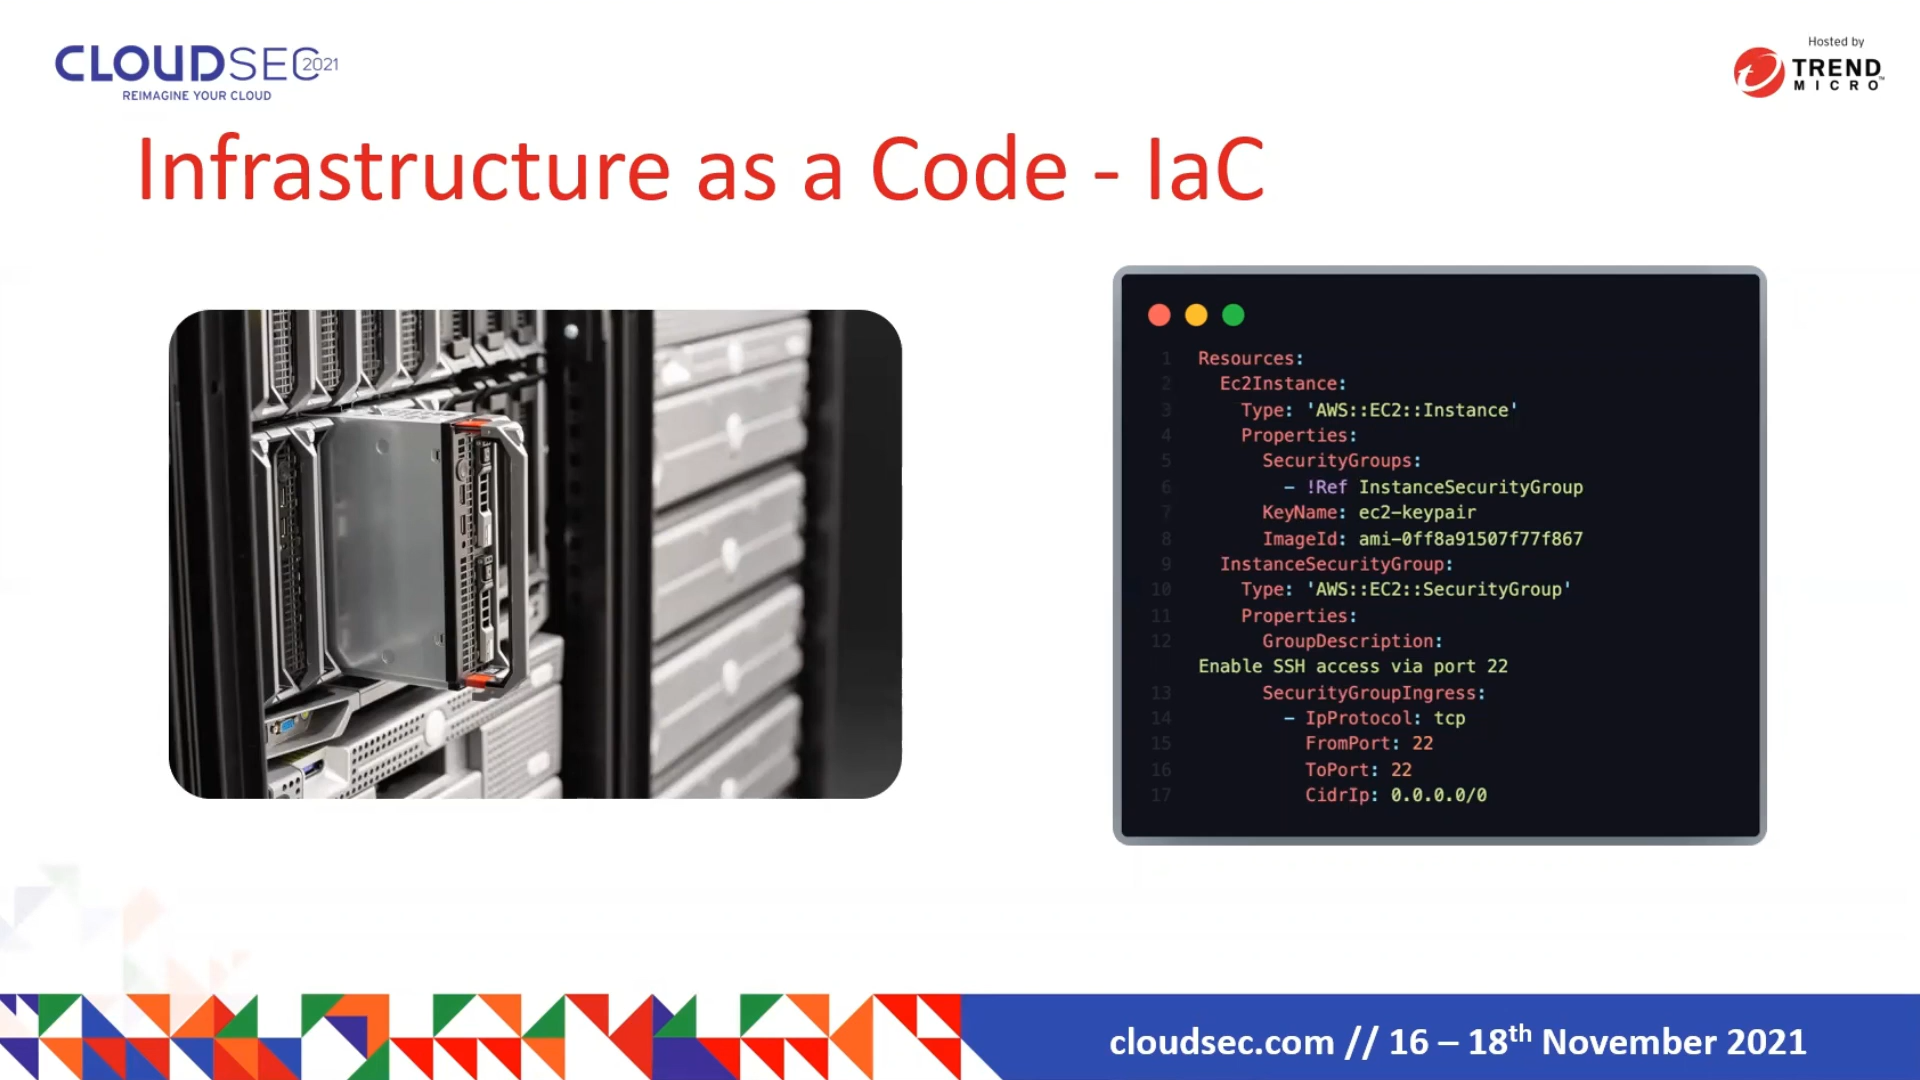 CLOUDSEC 2021
REIMAGINE YOUR CLOUD
Hosted by
TREND
MICRO™
Infrastructure as a Code - IaC
1 Resources:
2 Ec2Instance:
3 Type: 'AWS::EC2::Instance'
4 Properties:
5 SecurityGroups:
6 - !Ref InstanceSecurityGroup
7 KeyName: ec2-keypair
8 ImageId: ami-0ff8a91507f77f867
9 InstanceSecurityGroup:
10 Type: 'AWS::EC2::SecurityGroup'
11 Properties:
12 GroupDescription:
Enable SSH access via port 22
13 SecurityGroupIngress:
14 - IpProtocol: tcp
15 FromPort: 22
16 ToPort: 22
17 CidrIp: 0.0.0.0/0
cloudsec.com // 16 – 18th November 2021